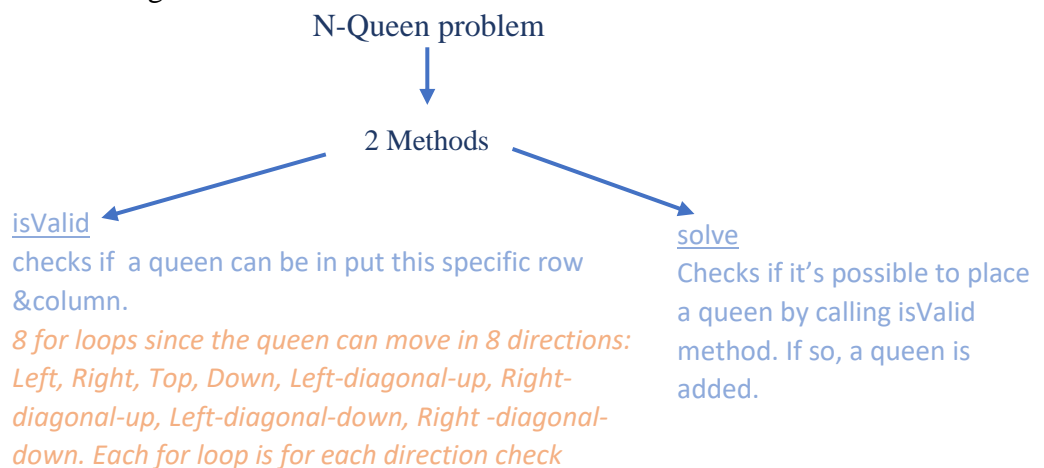 N-Queen problem
2 Methods
isValid
checks if a queen can be in put this specific row
&column.
8 for loops since the queen can move in 8 directions:
Left, Right, Top, Down, Left-diagonal-up, Right-
diagonal-up, Left-diagonal-down, Right -diagonal-
down. Each for loop is for each direction check
solve
Checks if it’s possible to place
a queen by calling isValid
method. If so, a queen is
added.